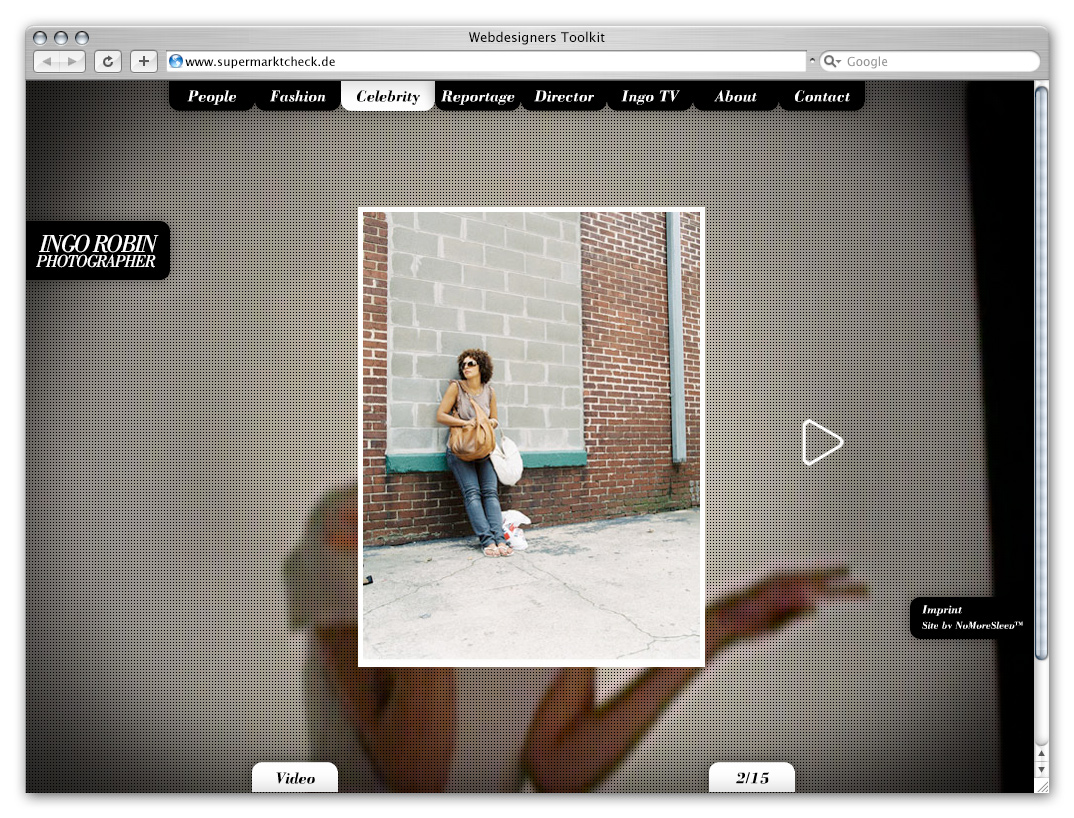 Webdesigners Toolkit
www.supermarktcheck.de
Google
People Fashion Celebrity Reportage Director Ingo TV About Contact
INGO ROBIN
PHOTOGRAPHER
Imprint
Site by NoMoreSleep™
Video
2/15